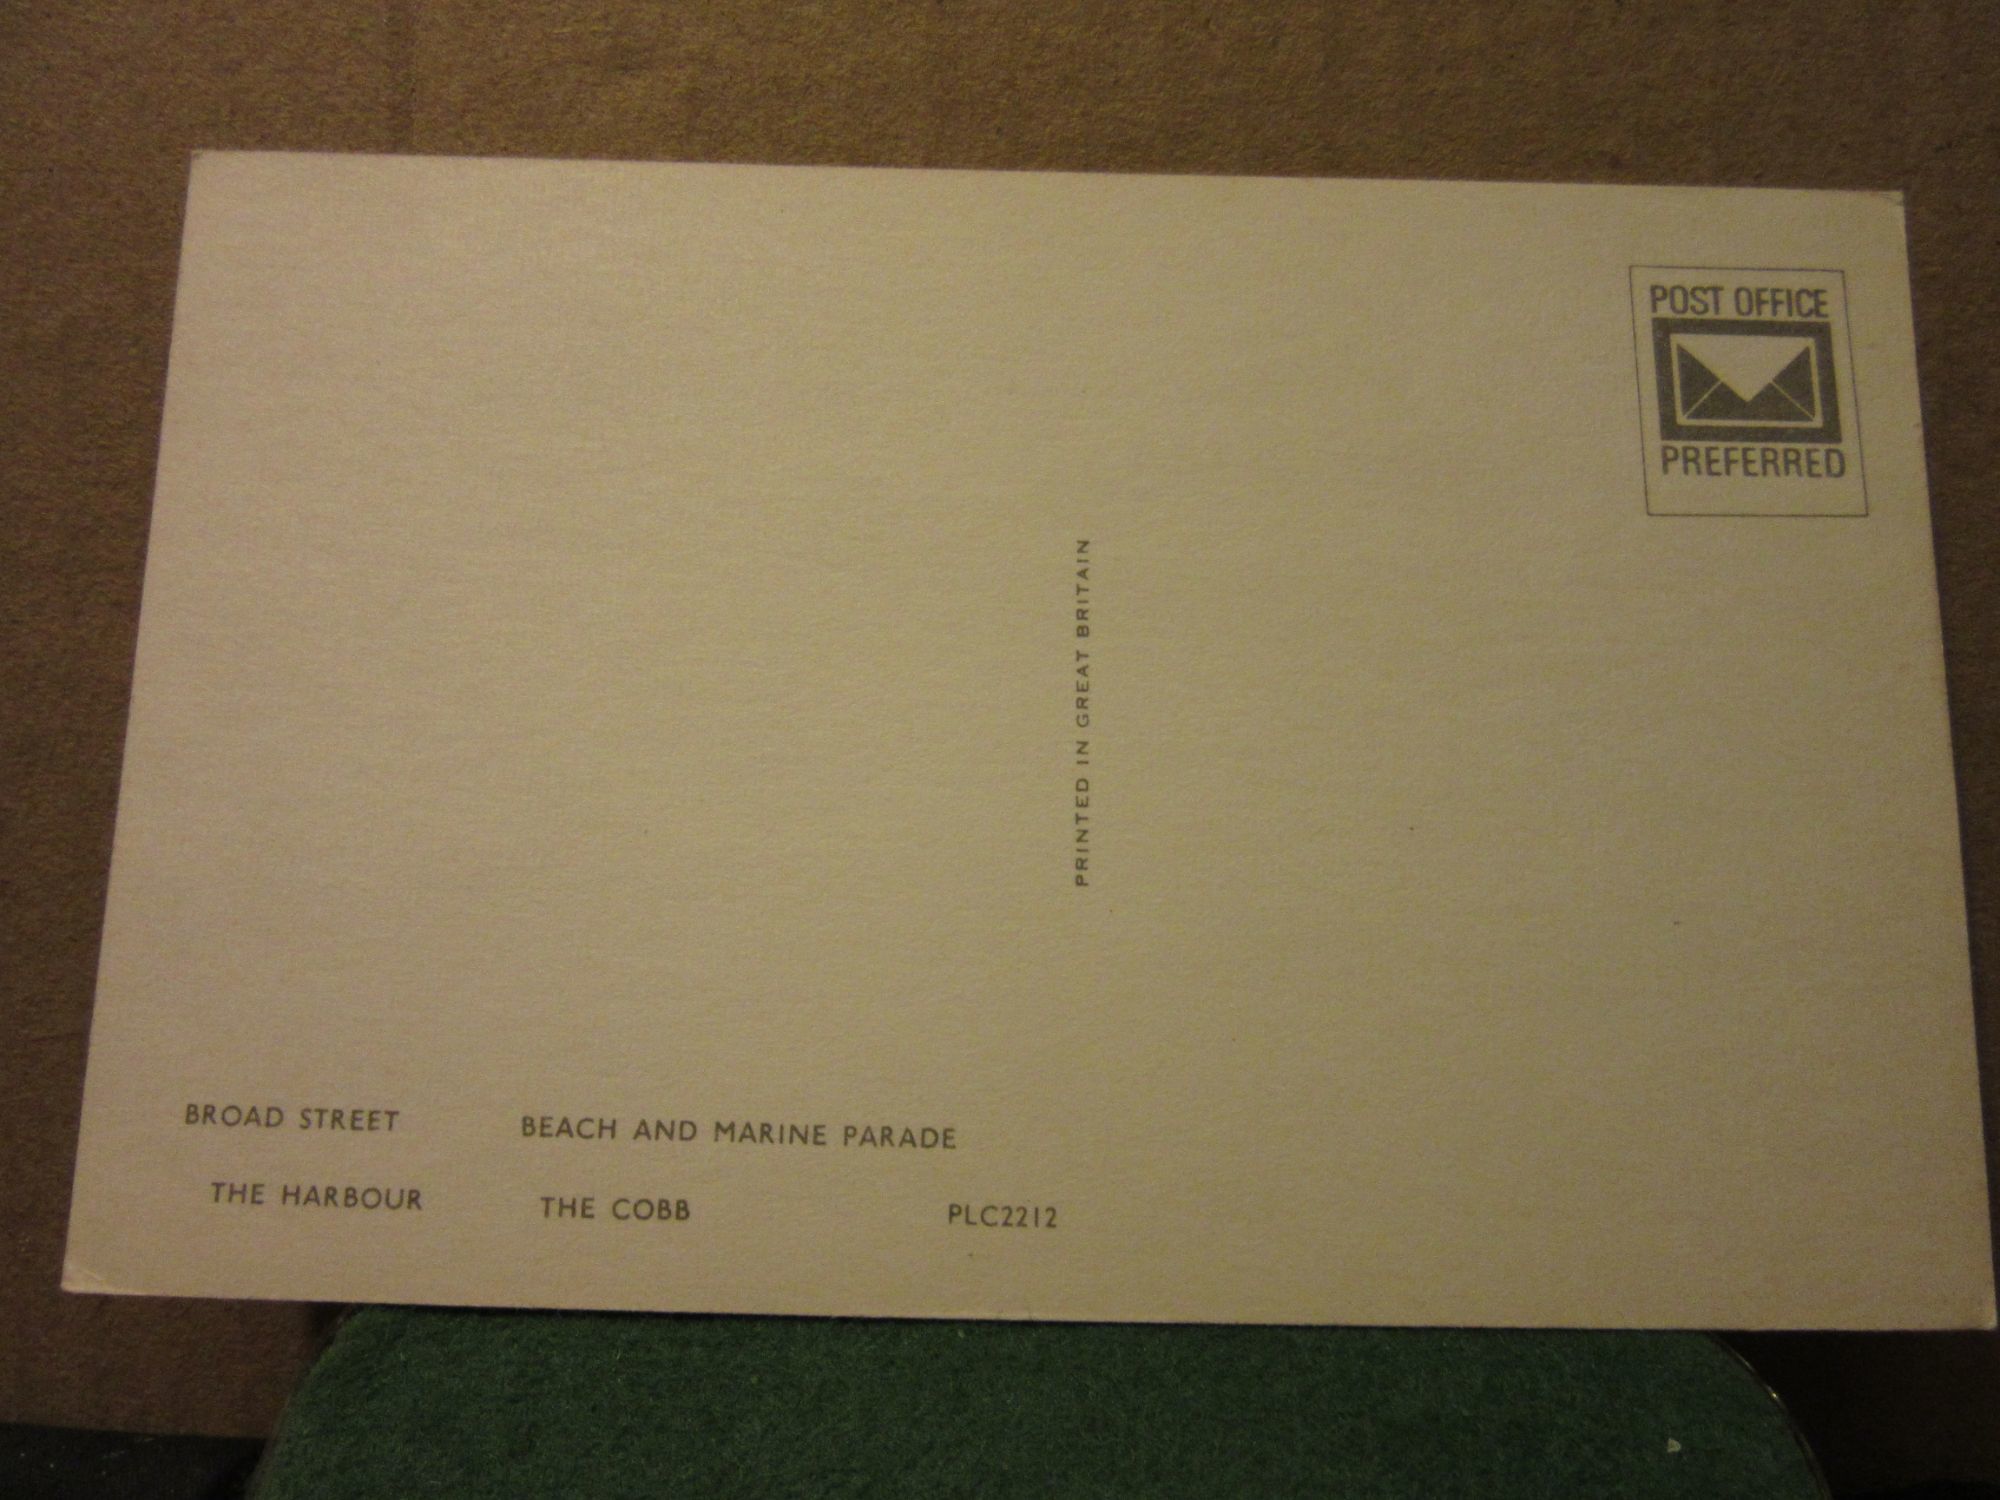 POST OFFICE
PREFERRED
PRINTED IN GREAT BRITAIN
BROAD STREET BEACH AND MARINE PARADE
THE HARBOUR THE COBB PLC2212